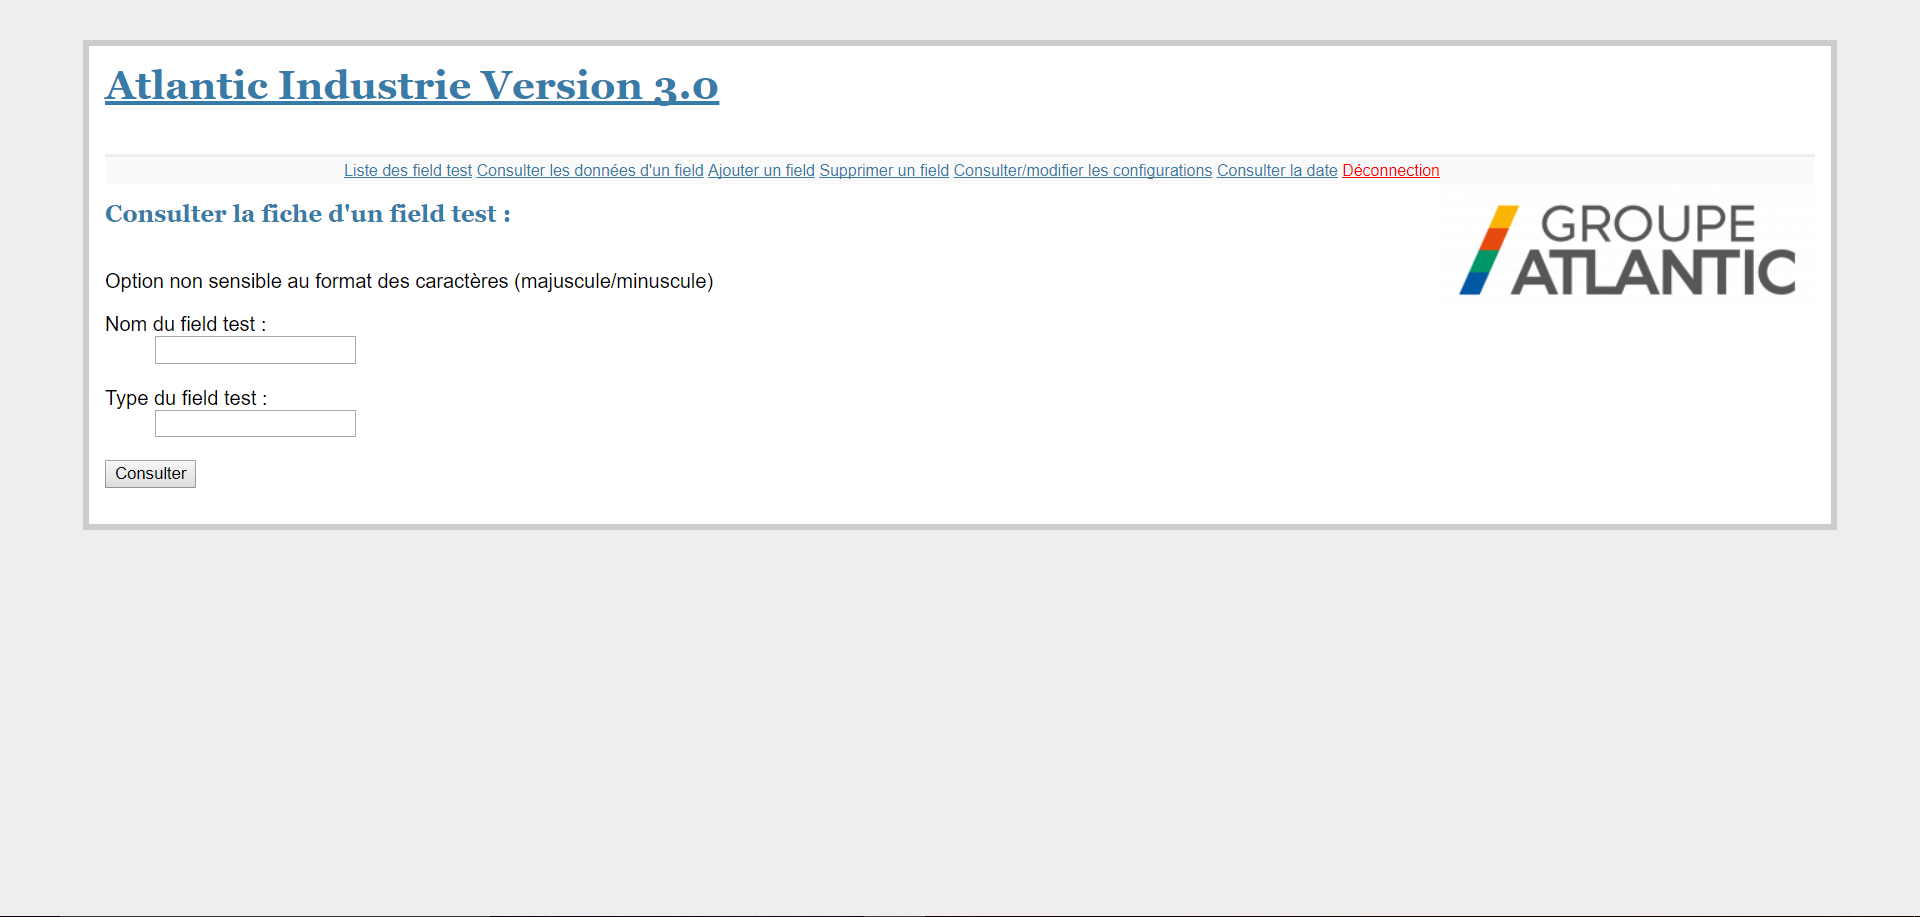 Atlantic Industrie Version 3.0
Liste des field test Consulter les données d'un field Ajouter un field Supprimer un field Consulter/modifier les configurations Consulter la date Déconnection
Consulter la fiche d'un field test :
GROUPE
ATLANTIC
Option non sensible au format des caractères (majuscule/minuscule)
Nom du field test :
Type du field test :
Consulter